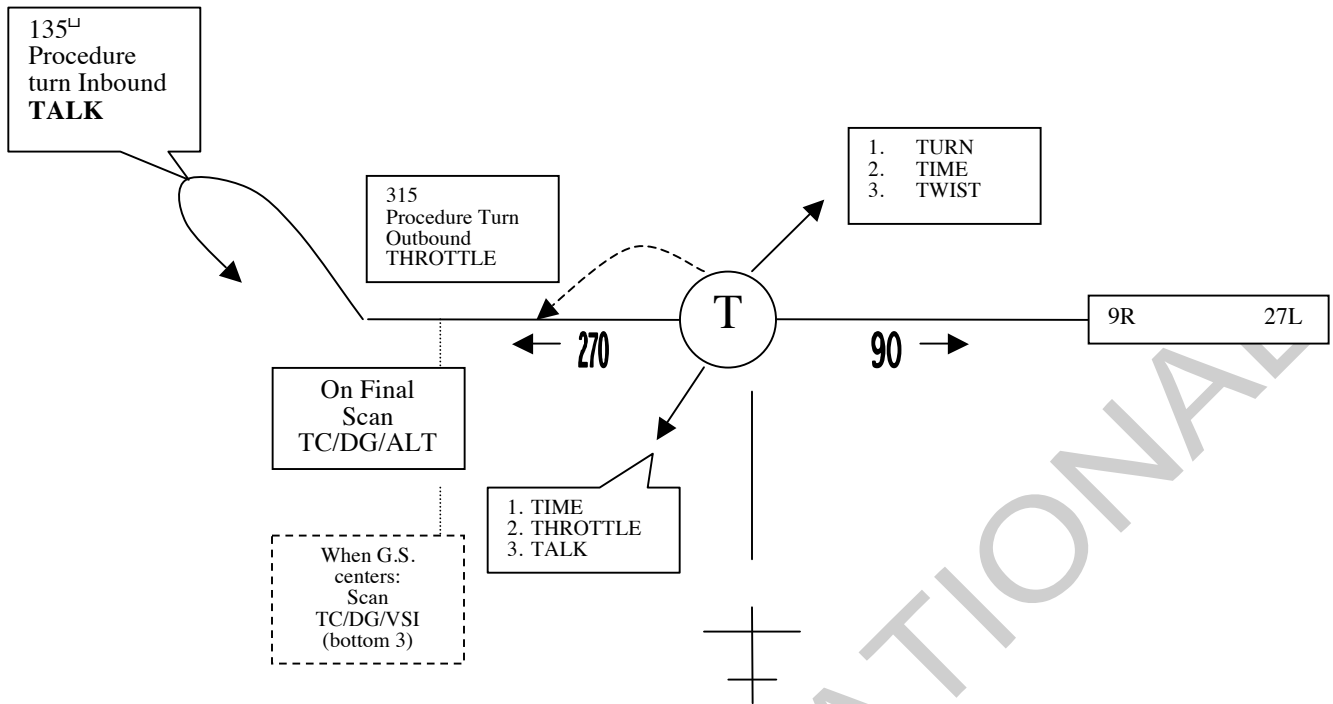 135└┘
Procedure
turn Inbound
TALK
1. TURN
2. TIME
3. TWIST
315
Procedure Turn
Outbound
THROTTLE
T
9R 27L
270
90
On Final
Scan
TC/DG/ALT
1. TIME
2. THROTTLE
3. TALK
When G.S.
centers:
Scan
TC/DG/VSI
(bottom 3)
ATIONAL